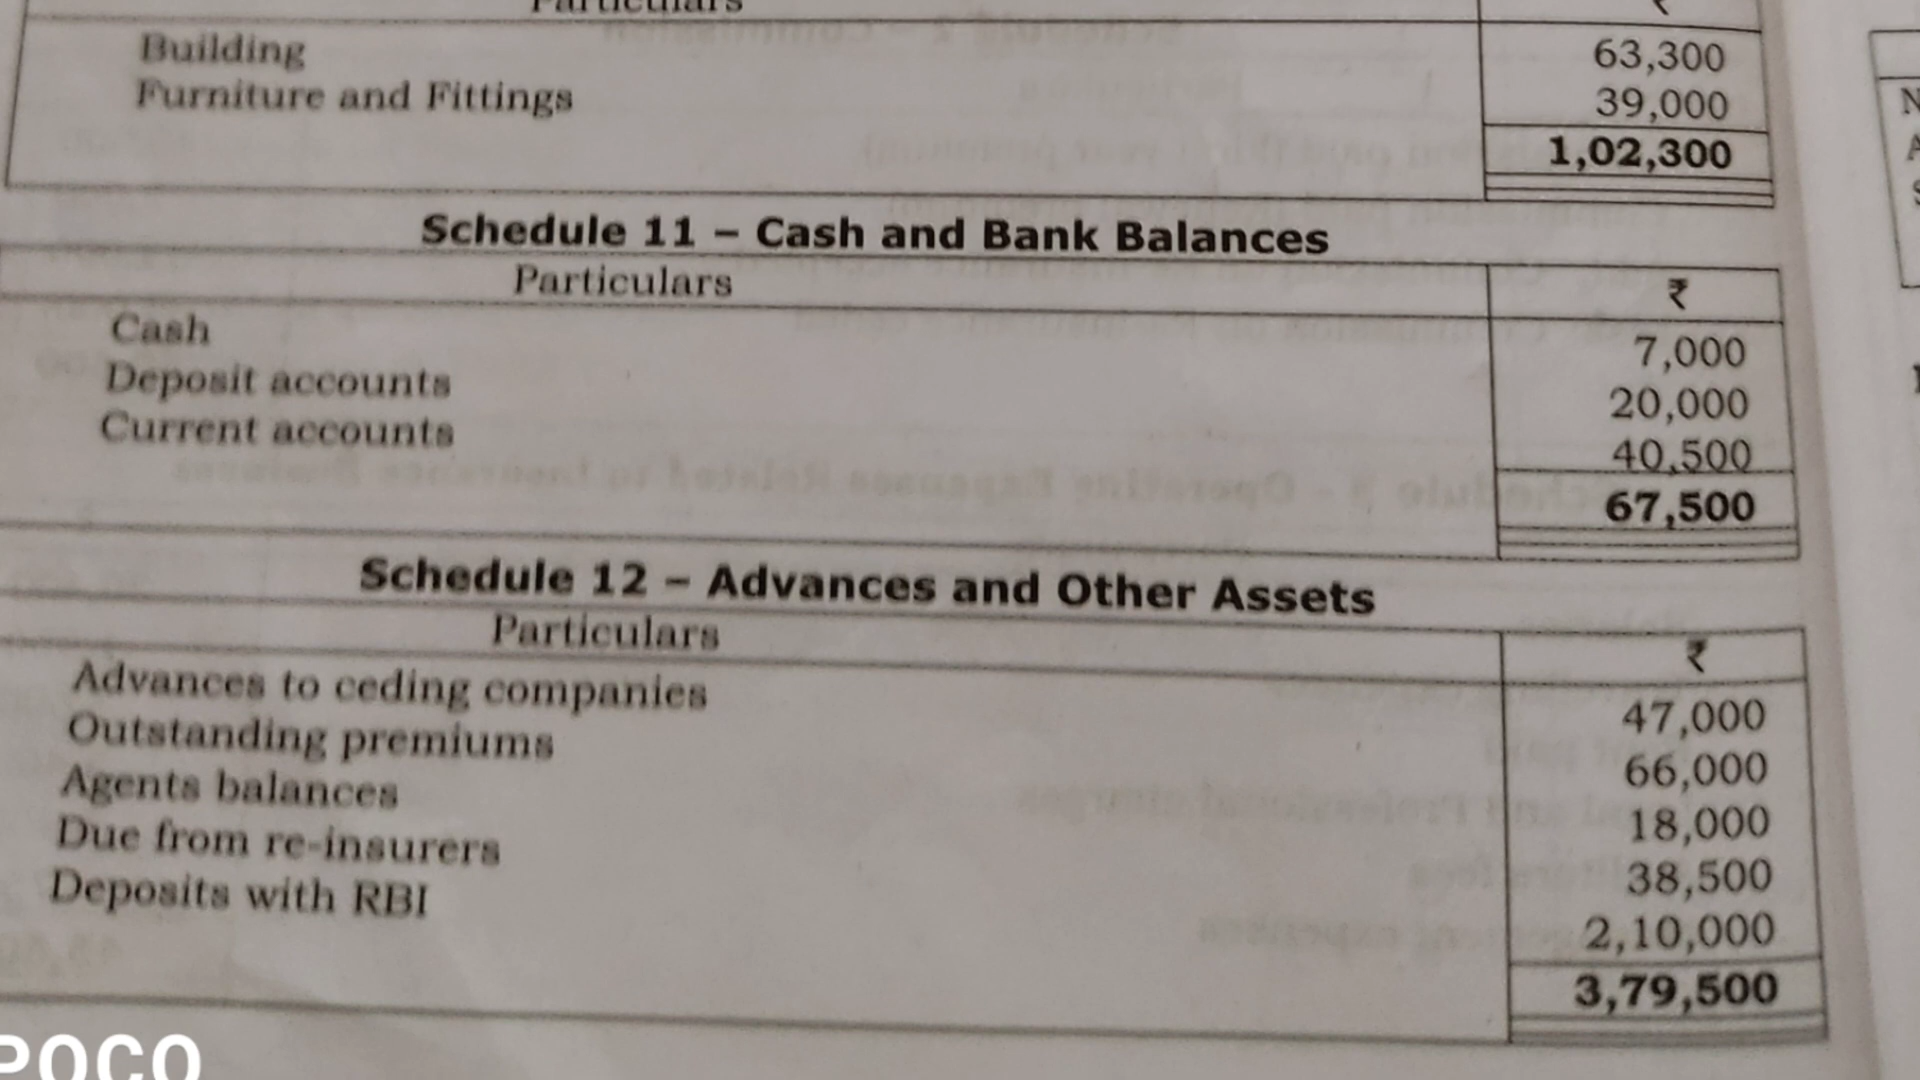 Particulars ₹
Building 63,300
Furniture and Fittings 39,000
1,02,300
Schedule 11 – Cash and Bank Balances
Particulars ₹
Cash 7,000
Deposit accounts 20,000
Current accounts 40,500
67,500
Schedule 12 – Advances and Other Assets
Particulars ₹
Advances to ceding companies 47,000
Outstanding premiums 66,000
Agents balances 18,000
Due from re-insurers 38,500
Deposits with RBI 2,10,000
3,79,500
POCO